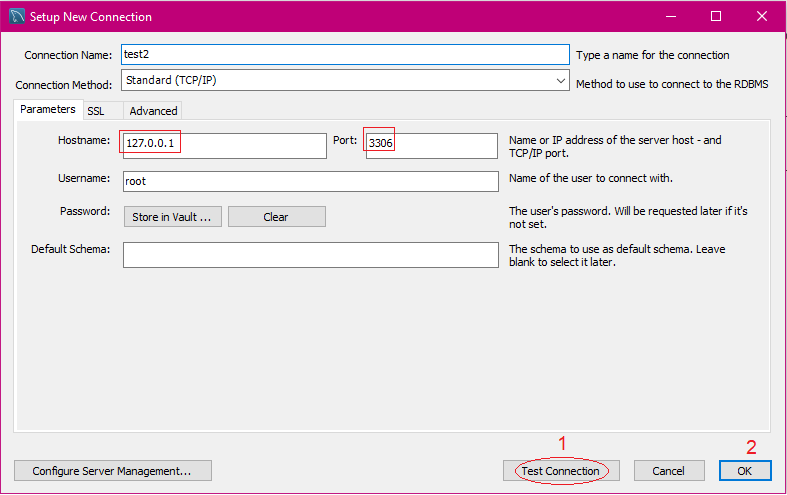 Setup New Connection
Connection Name: test2 Type a name for the connection
Connection Method: Standard (TCP/IP) Method to use to connect to the RDBMS
Parameters SSL Advanced
Hostname: 127.0.0.1 Port: 3306 Name or IP address of the server host - and
TCP/IP port.
Username: root Name of the user to connect with.
Password: Store in Vault ... Clear The user's password. Will be requested later if it's
not set.
Default Schema: The schema to use as default schema. Leave
blank to select it later.
1 2
Configure Server Management... Test Connection Cancel OK